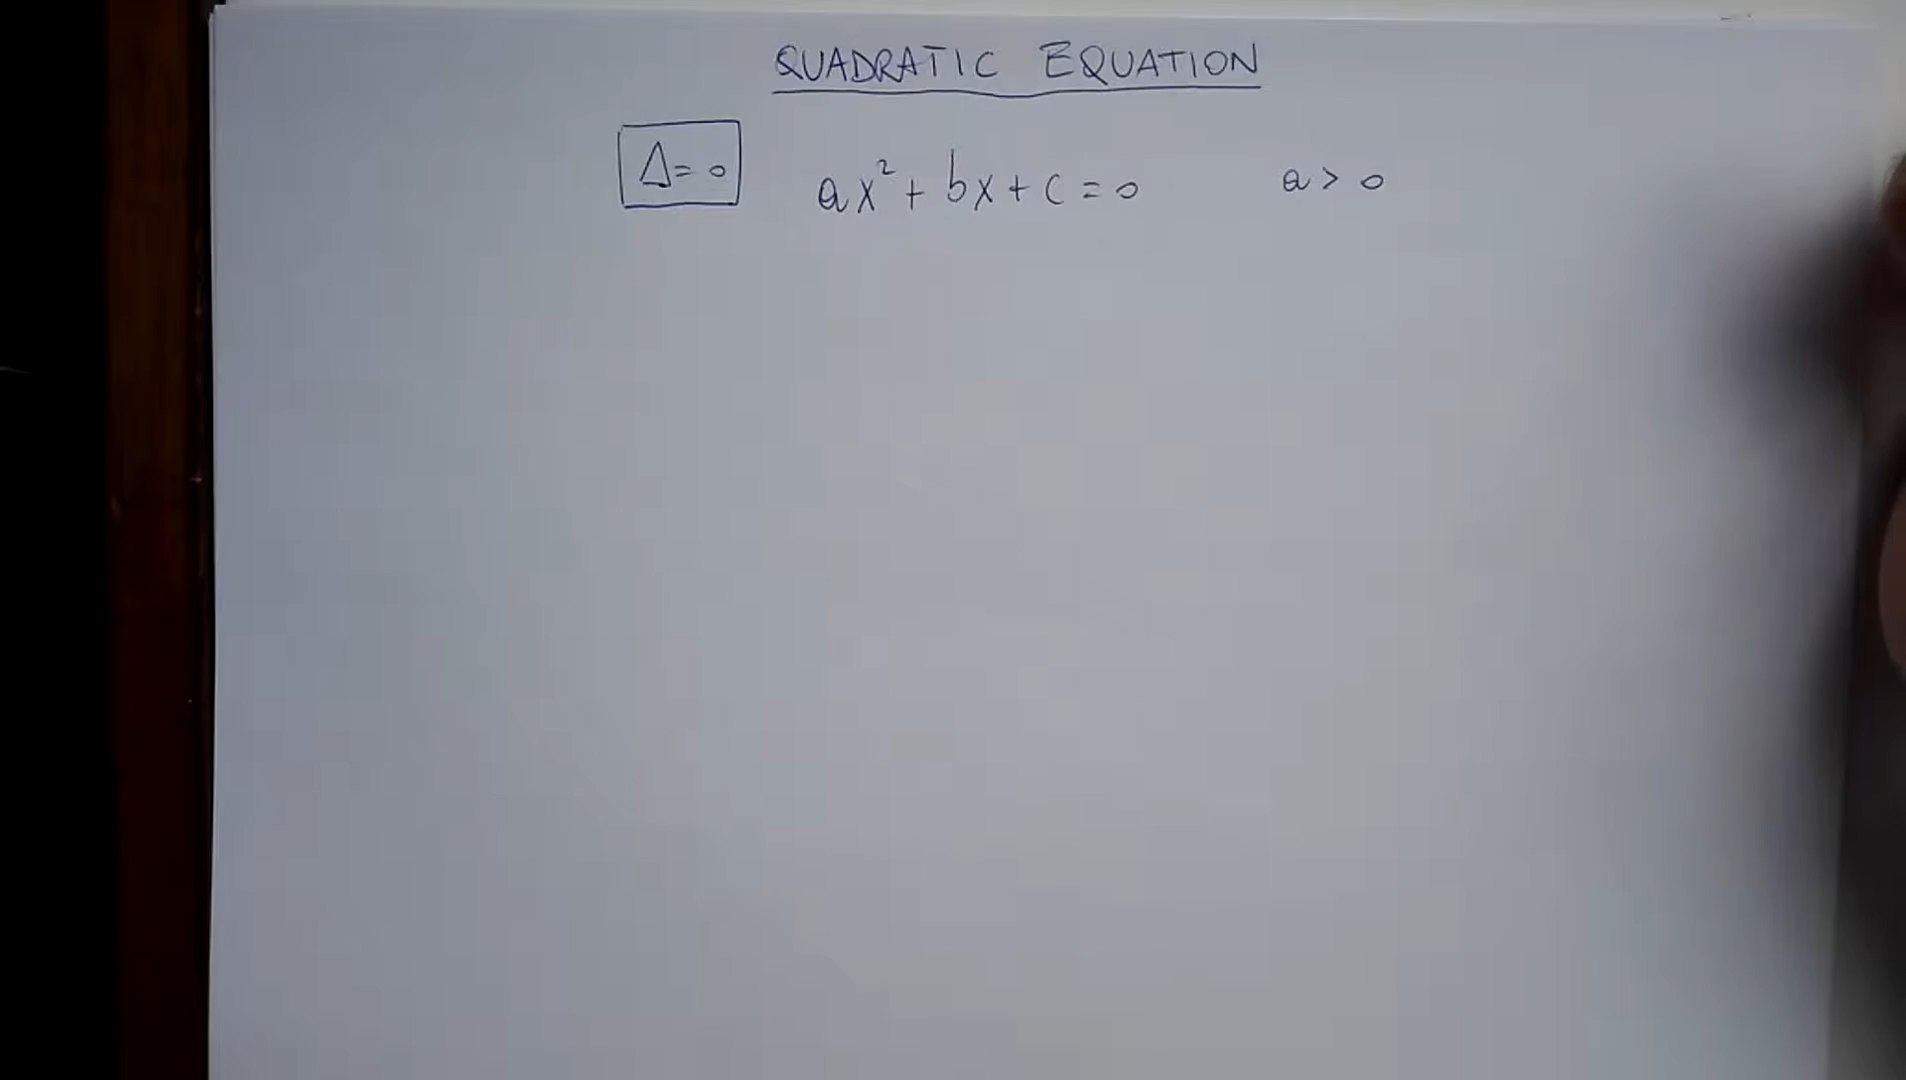 QUADRATIC EQUATION
Δ=0 ax²+bx+c=0 a>0